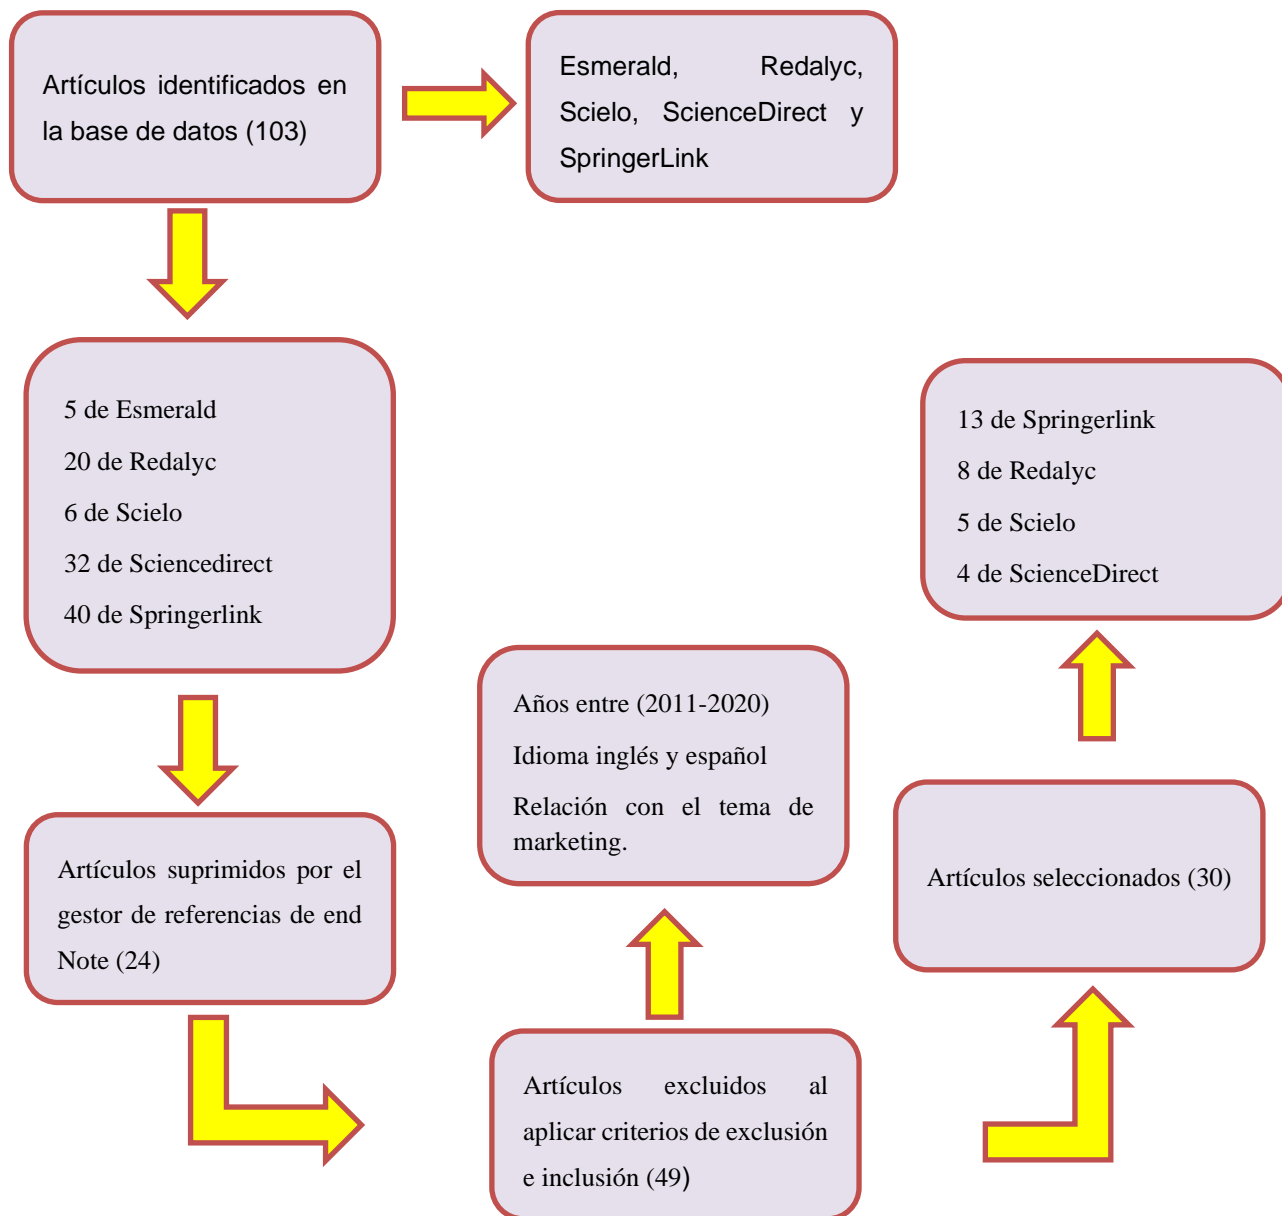 Artículos identificados en
la base de datos (103)
Esmerald, Redalyc,
Scielo, ScienceDirect y
SpringerLink
5 de Esmerald
20 de Redalyc
6 de Scielo
32 de Sciencedirect
40 de Springerlink
Artículos suprimidos por el
gestor de referencias de end
Note (24)
Artículos excluidos al
aplicar criterios de exclusión
e inclusión (49)
Años entre (2011-2020)
Idioma inglés y español
Relación con el tema de
marketing.
Artículos seleccionados (30)
13 de Springerlink
8 de Redalyc
5 de Scielo
4 de ScienceDirect